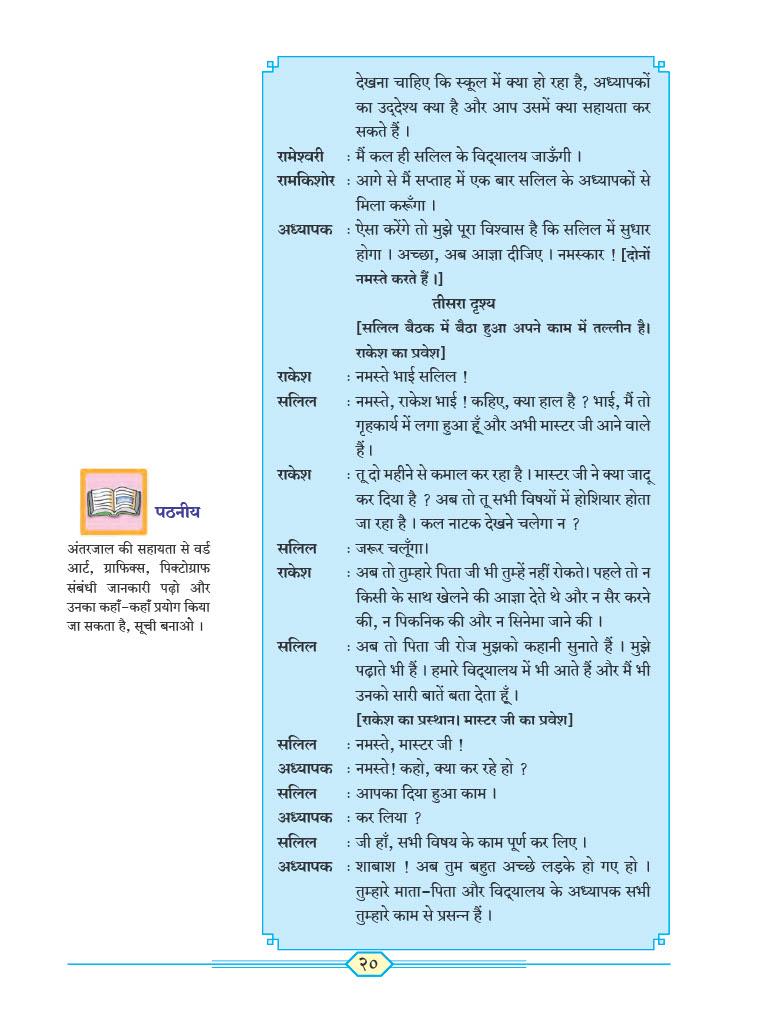 देखना चाहिए कि स्कूल में क्या हो रहा है, अध्यापकों
का उद्‌देश्य क्या है और आप उसमें क्या सहायता कर
सकते हैं ।
रामेश्वरी : मैं कल ही सलिल के विद्‌यालय जाऊँगी ।
रामकिशोर : आगे से मैं सप्ताह में एक बार सलिल के अध्यापकों से
मिला करूँगा ।
अध्यापक : ऐसा करेंगे तो मुझे पूरा विश्वास है कि सलिल में सुधार
होगा । अच्छा, अब आज्ञा दीजिए । नमस्कार ! [दोनों
नमस्ते करते हैं ।]
तीसरा दृश्य
[सलिल बैठक में बैठा हुआ अपने काम में तल्लीन है।
राकेश का प्रवेश]
राकेश : नमस्ते भाई सलिल !
सलिल : नमस्ते, राकेश भाई ! कहिए, क्या हाल है ? भाई, मैं तो
गृहकार्य में लगा हुआ हूँ और अभी मास्टर जी आने वाले
हैं ।
राकेश : तू दो महीने से कमाल कर रहा है । मास्टर जी ने क्या जादू
कर दिया है ? अब तो तू सभी विषयों में होशियार होता
जा रहा है । कल नाटक देखने चलेगा न ?
सलिल : जरूर चलूँगा।
राकेश : अब तो तुम्हारे पिता जी भी तुम्हें नहीं रोकते। पहले तो न
किसी के साथ खेलने की आज्ञा देते थे और न सैर करने
की, न पिकनिक की और न सिनेमा जाने की ।
सलिल : अब तो पिता जी रोज मुझको कहानी सुनाते हैं । मुझे
पढ़ाते भी हैं । हमारे विद्‌यालय में भी आते हैं और मैं भी
उनको सारी बातें बता देता हूँ ।
[राकेश का प्रस्थान। मास्टर जी का प्रवेश]
सलिल : नमस्ते, मास्टर जी !
अध्यापक : नमस्ते! कहो, क्या कर रहे हो ?
सलिल : आपका दिया हुआ काम ।
अध्यापक : कर लिया ?
सलिल : जी हाँ, सभी विषय के काम पूर्ण कर लिए ।
अध्यापक : शाबाश ! अब तुम बहुत अच्छे लड़के हो गए हो ।
तुम्हारे माता-पिता और विद्‌यालय के अध्यापक सभी
तुम्हारे काम से प्रसन्न हैं ।
पठनीय
अंतरजाल की सहायता से वर्ड
आर्ट, ग्राफिक्स, पिक्टोग्राफ
संबंधी जानकारी पढ़ो और
उनका कहाँ-कहाँ प्रयोग किया
जा सकता है, सूची बनाओ ।
२०